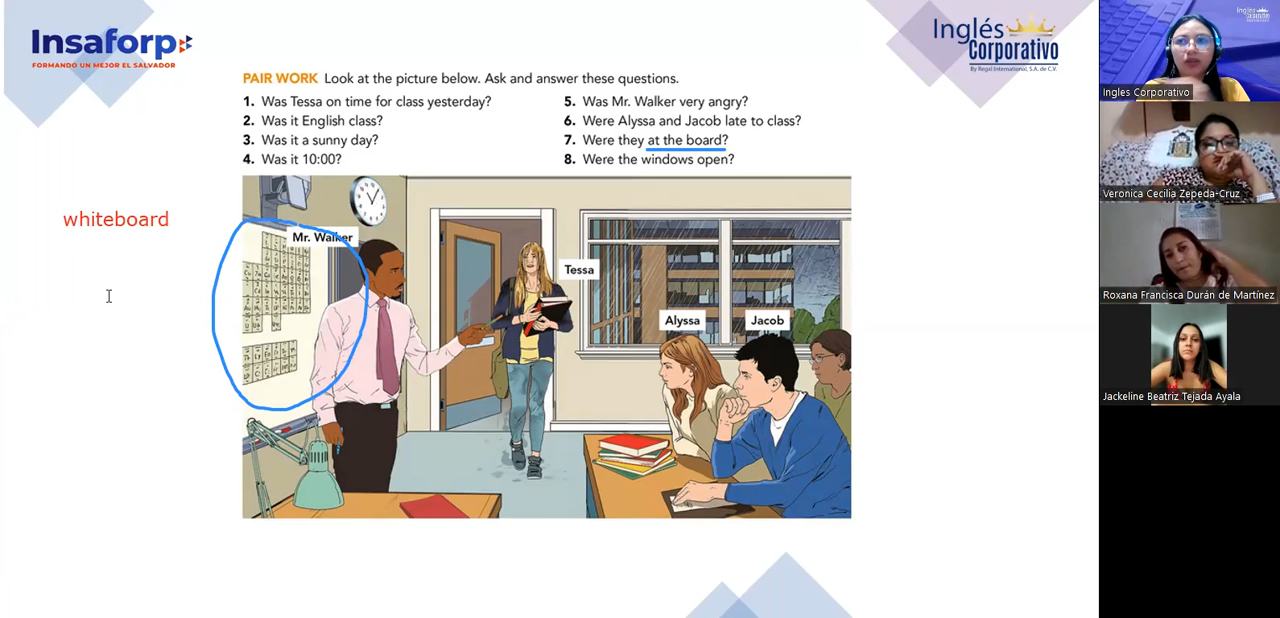 Insaforp
FORMANDO UN MEJOR EL SALVADOR
Inglés
Corporativo
By Regal International, S.A. de C.V.
PAIR WORK Look at the picture below. Ask and answer these questions.
1. Was Tessa on time for class yesterday?
2. Was it English class?
3. Was it a sunny day?
4. Was it 10:00?
5. Was Mr. Walker very angry?
6. Were Alyssa and Jacob late to class?
7. Were they at the board?
8. Were the windows open?
whiteboard
Mr. Walker
Tessa
Alyssa
Jacob
Ingles Corporativo
Veronica Cecilia Zepeda-Cruz
Roxana Francisca Durán de Martínez
Jackeline Beatriz Tejada Ayala